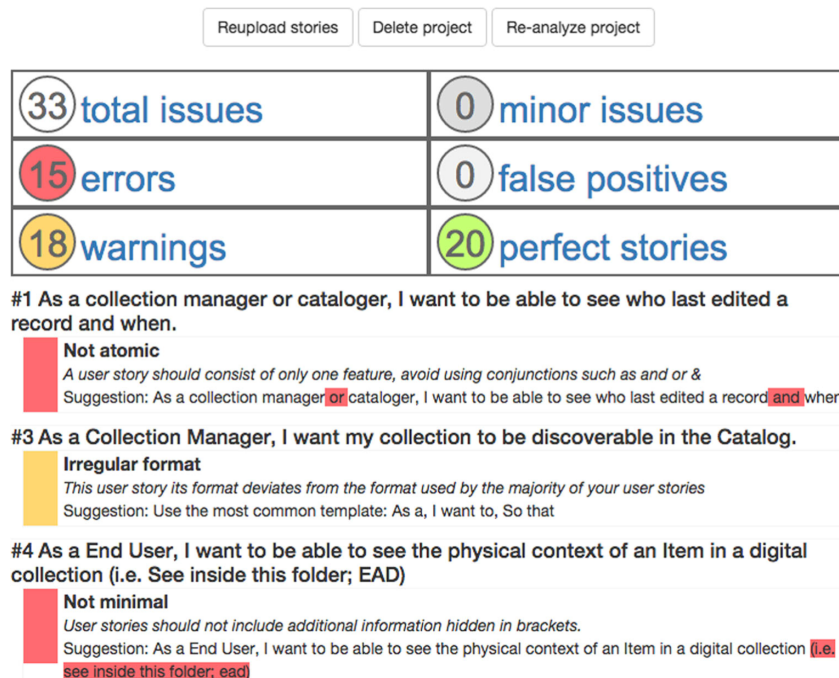 Reupload stories Delete project Re-analyze project
33 total issues 0 minor issues
15 errors 0 false positives
18 warnings 20 perfect stories
#1 As a collection manager or cataloger, I want to be able to see who last edited a
record and when.
Not atomic
A user story should consist of only one feature, avoid using conjunctions such as and or &
Suggestion: As a collection manager or cataloger, I want to be able to see who last edited a record and when
#3 As a Collection Manager, I want my collection to be discoverable in the Catalog.
Irregular format
This user story its format deviates from the format used by the majority of your user stories
Suggestion: Use the most common template: As a, I want to, So that
#4 As a End User, I want to be able to see the physical context of an Item in a digital
collection (i.e. See inside this folder; EAD)
Not minimal
User stories should not include additional information hidden in brackets.
Suggestion: As a End User, I want to be able to see the physical context of an Item in a digital collection (i.e.
see inside this folder; ead)